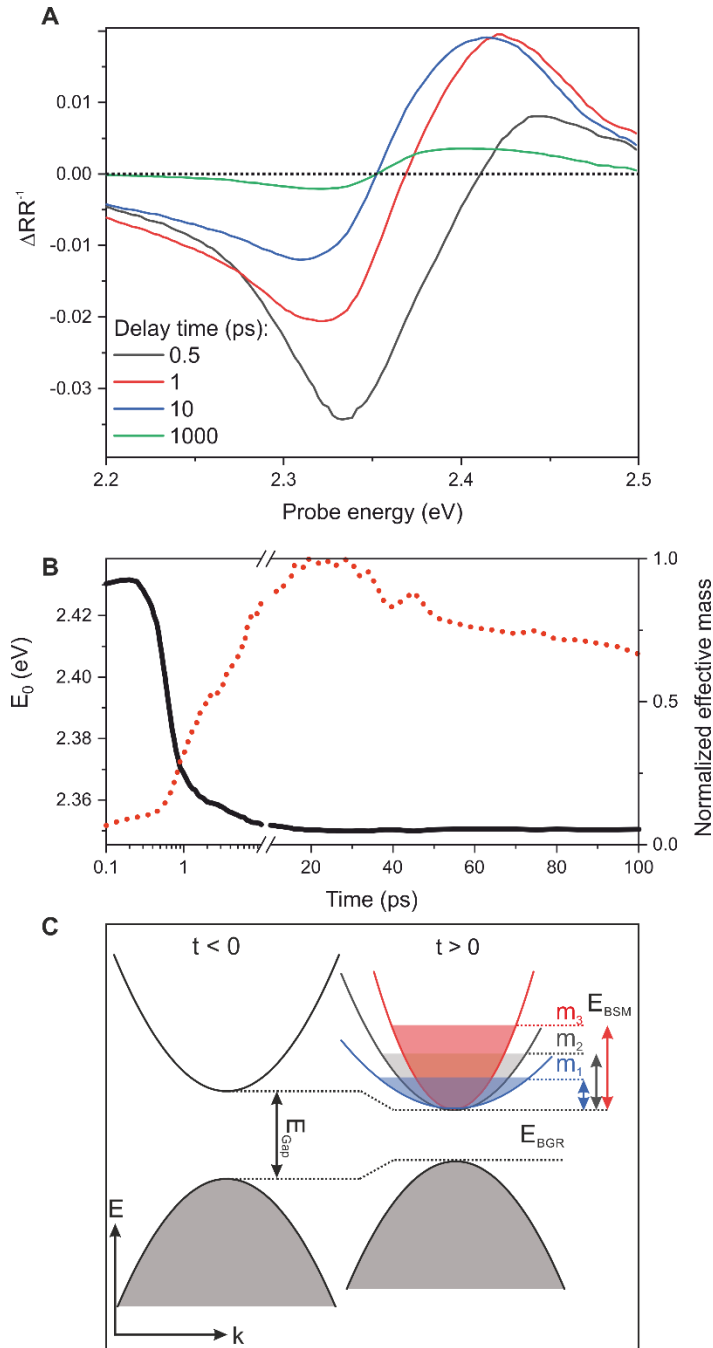 A
0.01
0.00
-0.01
-0.02
-0.03
ΔRR⁻¹
Delay time (ps):
0.5
1
10
1000
2.2
2.3
2.4
2.5
Probe energy (eV)
B
2.42
2.40
2.38
2.36
E₀ (eV)
1.0
0.5
0.0
Normalized effective mass
0.1
1
20
40
60
80
100
Time (ps)
C
t < 0
t > 0
m₃
E_BSM
m₂
m₁
E_Gap
E_BGR
E
k